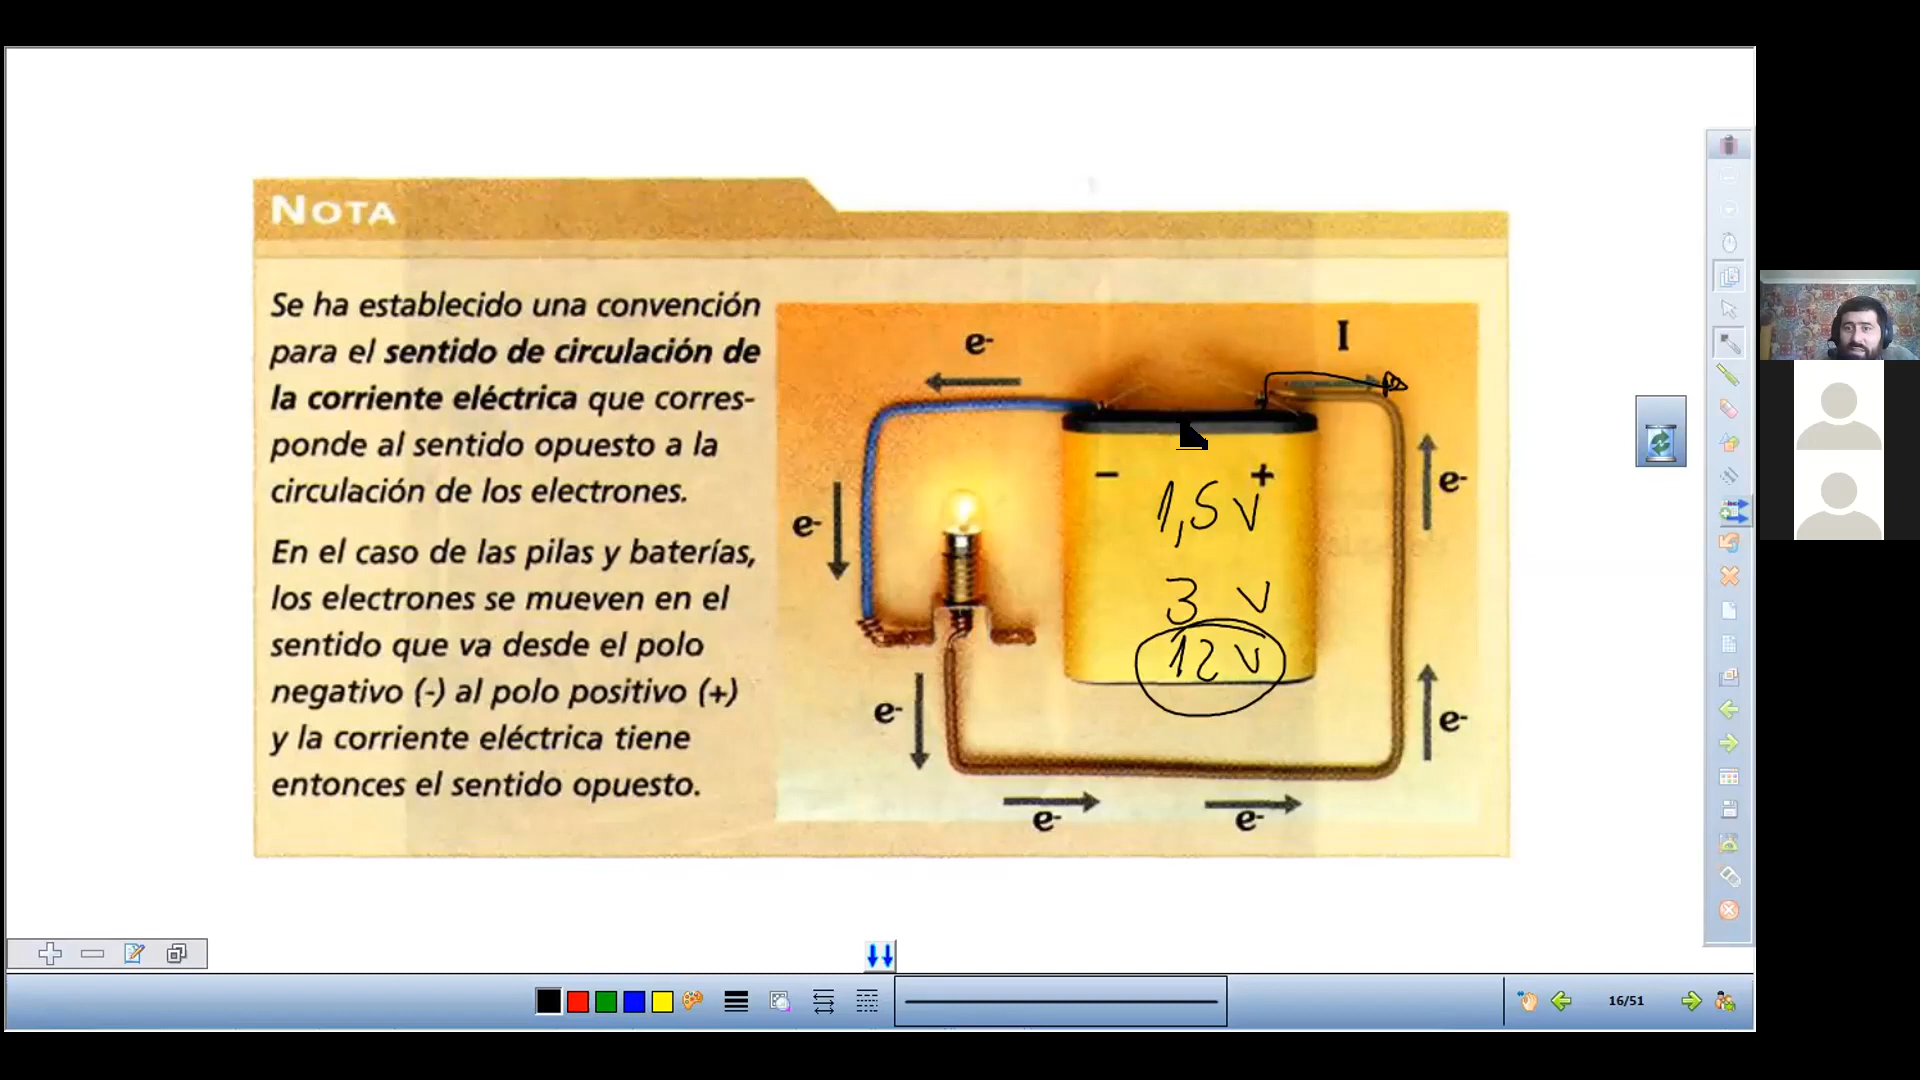 NOTA
Se ha establecido una convención
para el sentido de circulación de
la corriente eléctrica que corres-
ponde al sentido opuesto a la
circulación de los electrones.
En el caso de las pilas y baterías,
los electrones se mueven en el
sentido que va desde el polo
negativo (-) al polo positivo (+)
y la corriente eléctrica tiene
entonces el sentido opuesto.
e-
I
- +
1,5 V
3 V
12 V
e-
e-
e-
e-
e-
e-
16/51